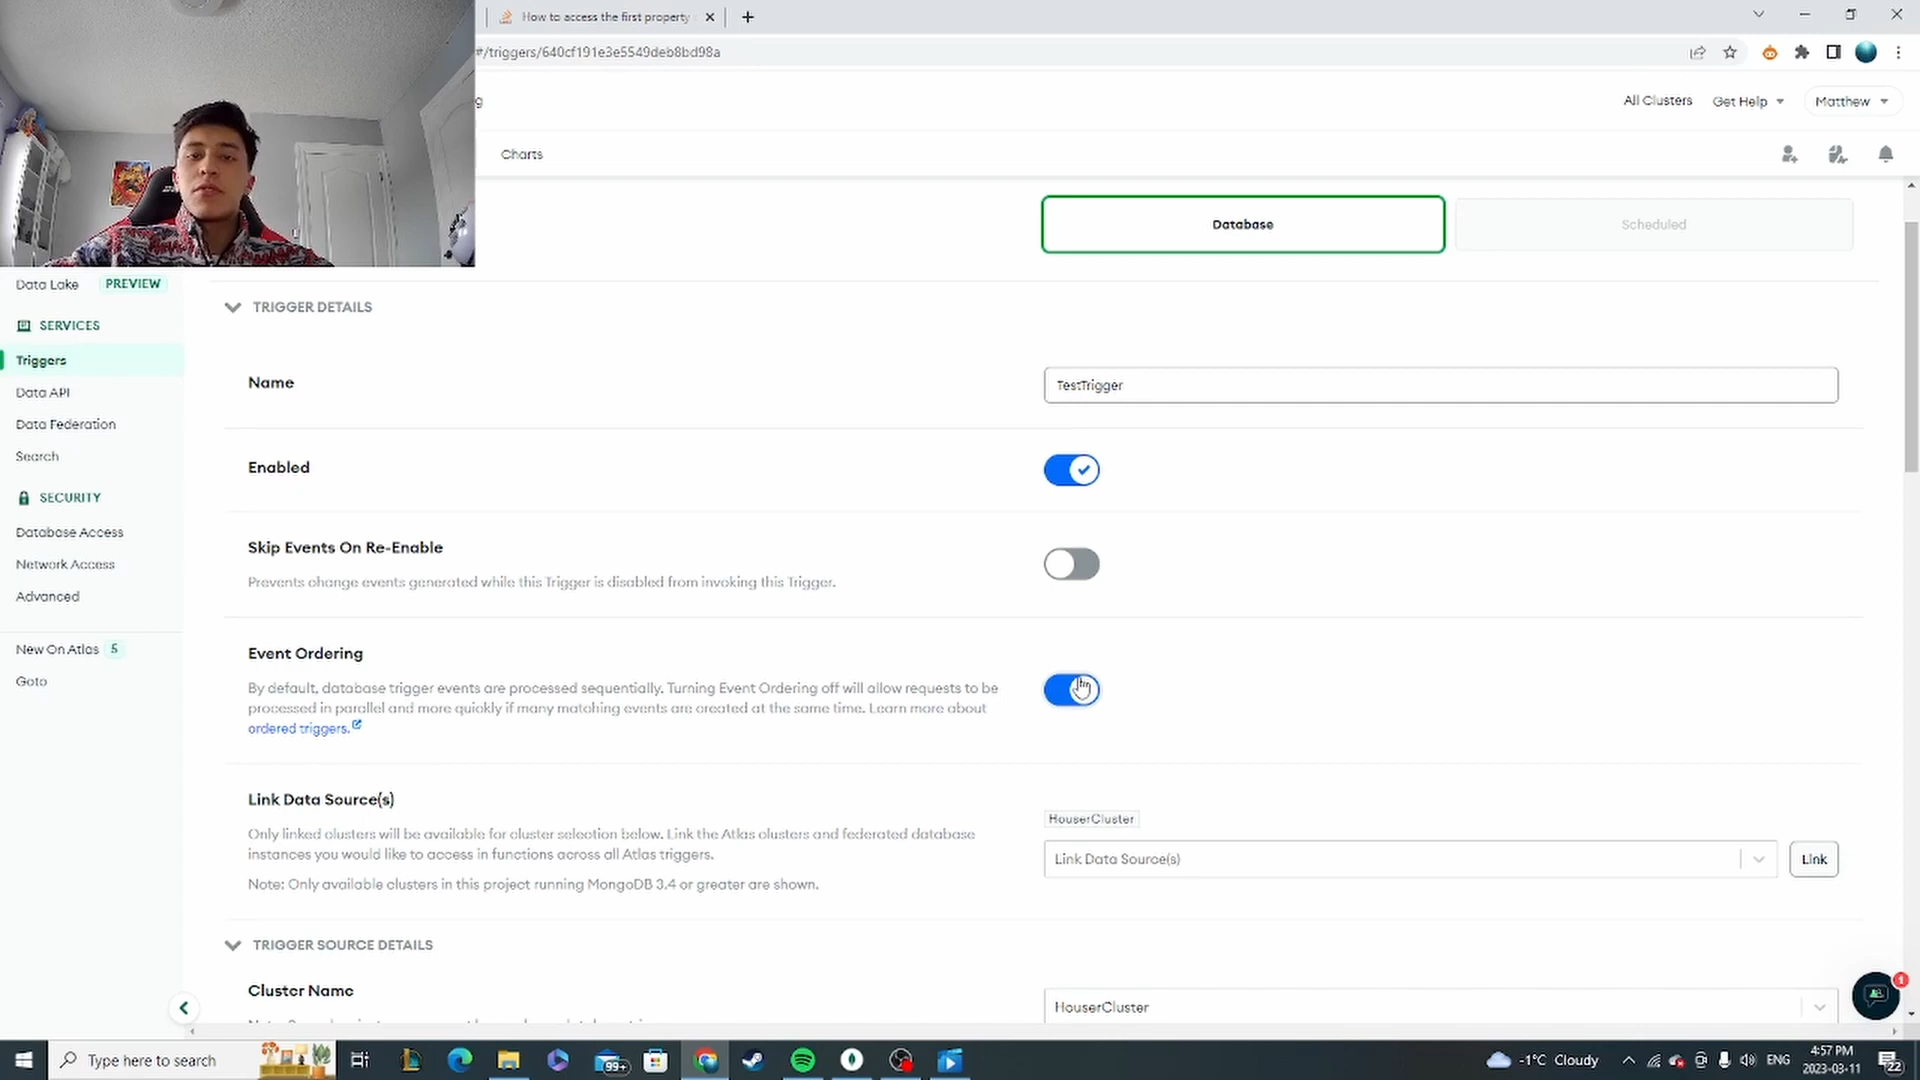 How to access the first property
#/triggers/640cf191e3e5549deb8bd98a
g
All Clusters
Get Help
Matthew
Charts
Database
Scheduled
Data Lake
PREVIEW
SERVICES
Triggers
Data API
Data Federation
Search
SECURITY
Database Access
Network Access
Advanced
New On Atlas 5
Goto
TRIGGER DETAILS
Name
TestTrigger
Enabled
Skip Events On Re-Enable
Prevents change events generated while this Trigger is disabled from invoking this Trigger.
Event Ordering
By default, database trigger events are processed sequentially. Turning Event Ordering off will allow requests to be
processed in parallel and more quickly if many matching events are created at the same time. Learn more about
ordered triggers.
Link Data Source(s)
Only linked clusters will be available for cluster selection below. Link the Atlas clusters and federated database
instances you would like to access in functions across all Atlas triggers.
Note: Only available clusters in this project running MongoDB 3.4 or greater are shown.
HouserCluster
Link Data Source(s)
Link
TRIGGER SOURCE DETAILS
Cluster Name
HouserCluster
1
Type here to search
99+
-1°C Cloudy
ENG
4:57 PM
2023-03-11
22